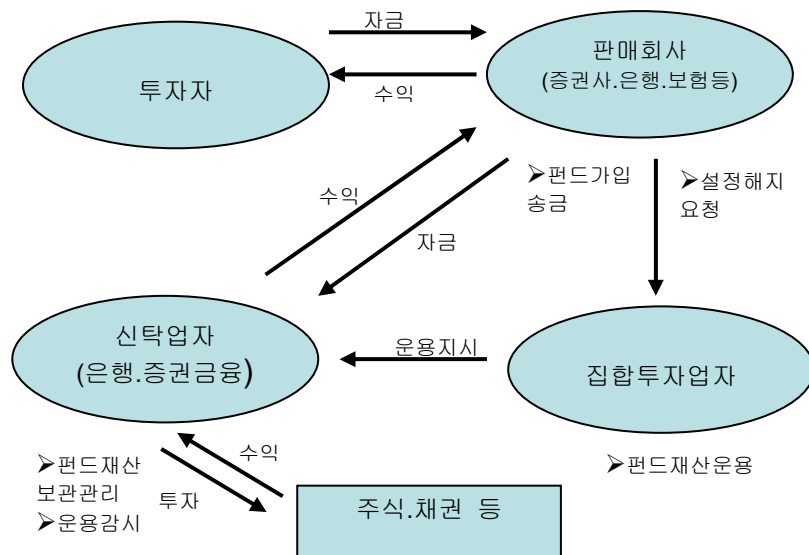 자금
투자자
판매회사
(증권사.은행.보험등)
수익
수익
자금
➢펀드가입
송금
➢설정해지
요청
신탁업자
(은행.증권금융)
운용지시
집합투자업자
➢펀드재산
보관관리
➢운용감시
수익
투자
➢펀드재산운용
주식.채권 등